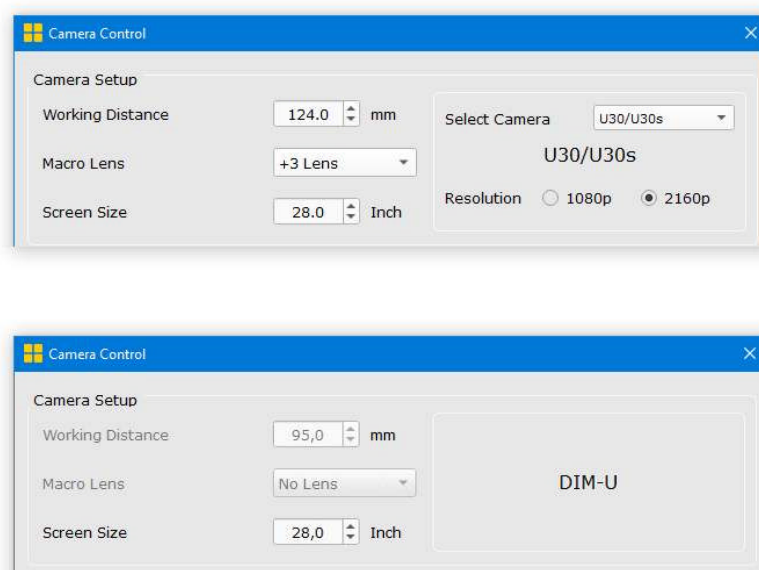 Camera Control
Camera Setup
Working Distance 124.0 mm
Select Camera U30/U30s
Macro Lens +3 Lens
U30/U30s
Resolution 1080p 2160p
Screen Size 28.0 Inch
Camera Control
Camera Setup
Working Distance 95,0 mm
Macro Lens No Lens
DIM-U
Screen Size 28,0 Inch